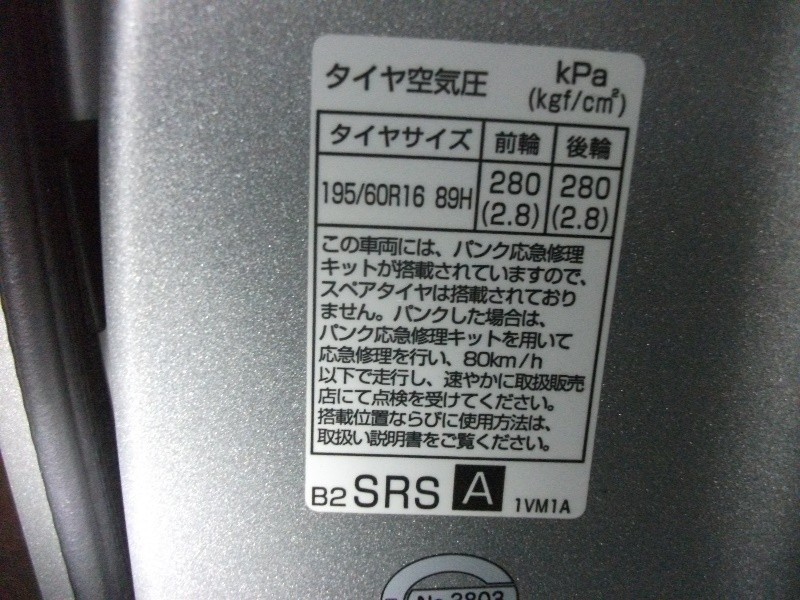 タイヤ空気圧 kPa
(kgf/cm²)
タイヤサイズ 前輪 後輪
195/60R16 89H 280 280
(2.8) (2.8)
この車両には、パンク応急修理
キットが搭載されていますので、
スペアタイヤは搭載されており
ません。パンクした場合は、
パンク応急修理キットを用いて
応急修理を行い、80km/h
以下で走行し、速やかに取扱販売
店にて点検を受けてください。
搭載位置ならびに使用方法は、
取扱い説明書をご覧ください。
B2 SRS A 1VM1A
No.3803